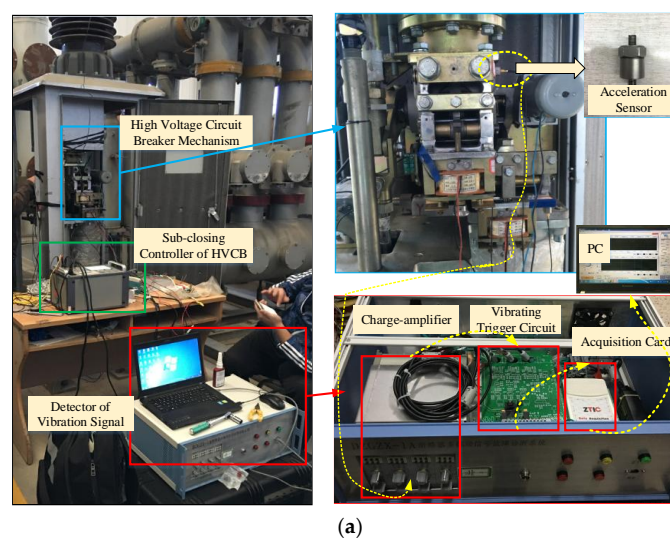 High Voltage Circuit
Breaker Mechanism
Sub-closing
Controller of HVCB
Detector of
Vibration Signal
Acceleration
Sensor
PC
Charge-amplifier
Vibrating
Trigger Circuit
Acquisition Card
ZTIC
(a)